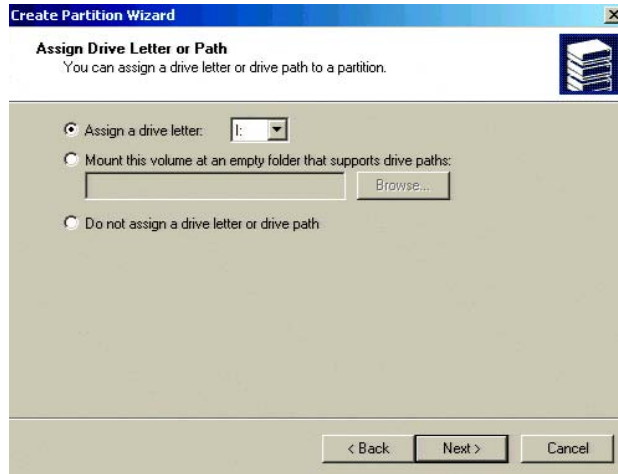 Create Partition Wizard
Assign Drive Letter or Path
You can assign a drive letter or drive path to a partition.
Assign a drive letter: I:
Mount this volume at an empty folder that supports drive paths:
Browse...
Do not assign a drive letter or drive path
< Back Next > Cancel